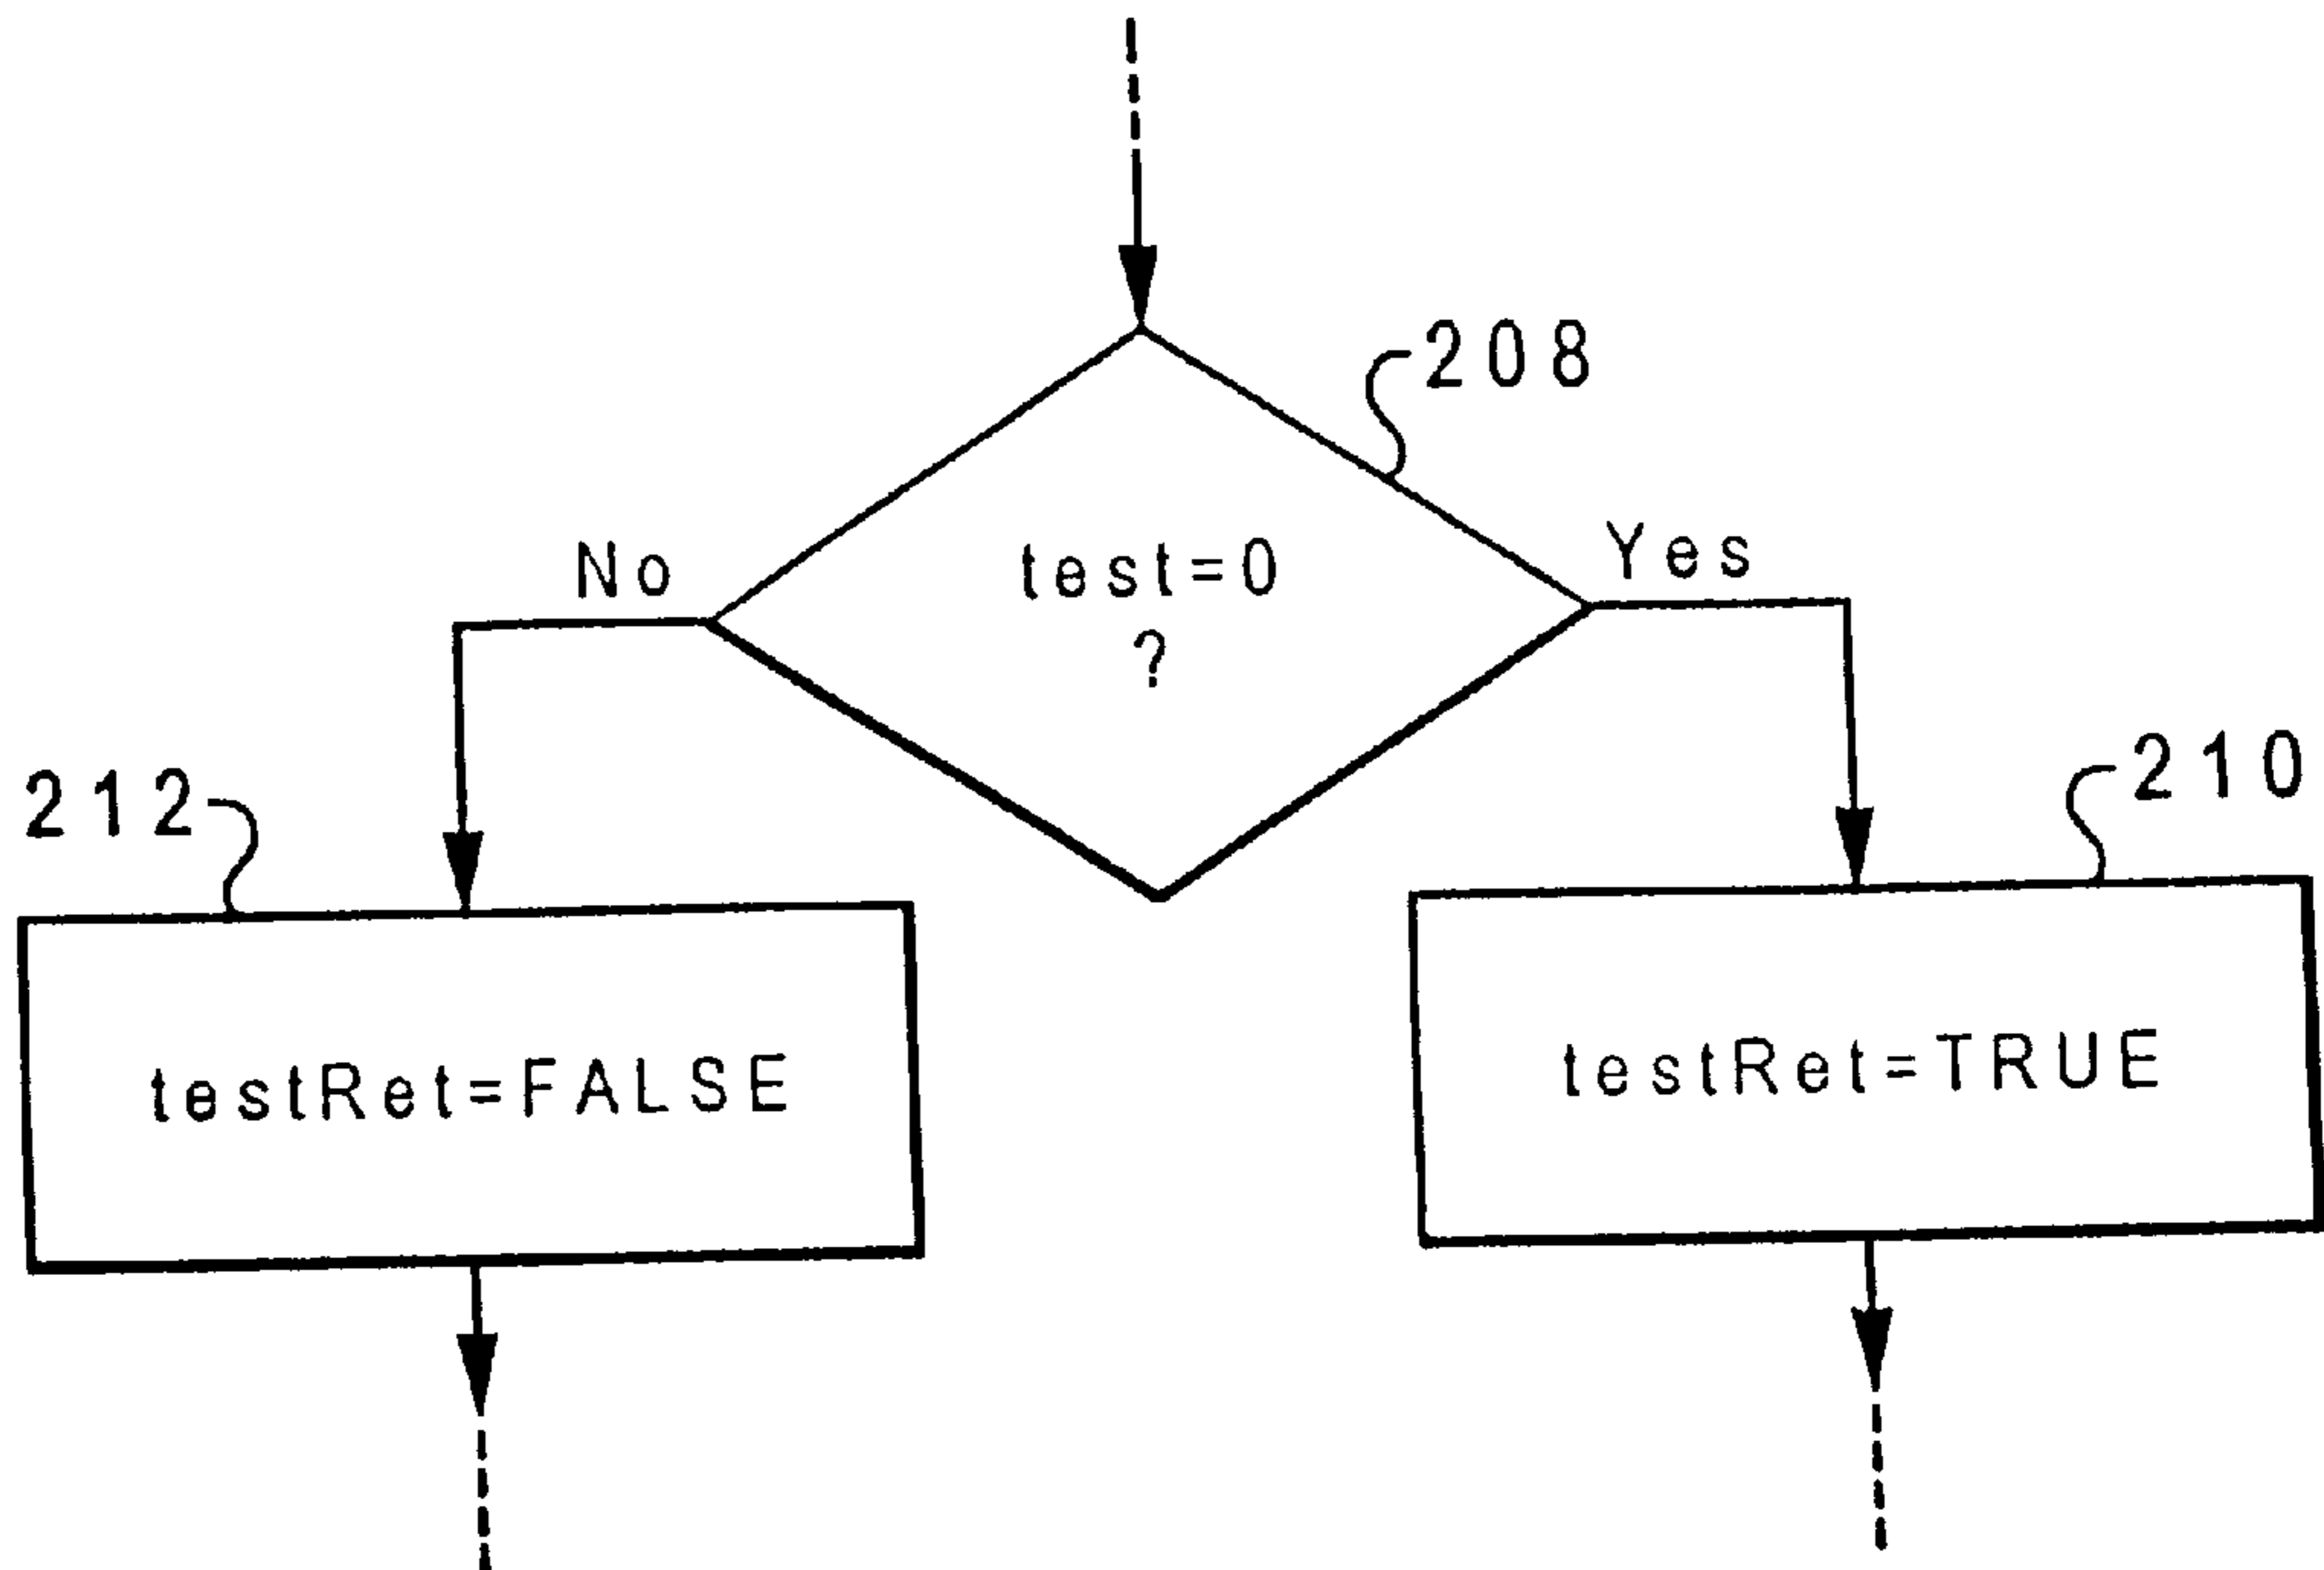 208
No
test=0
?
Yes
212
210
testRet=FALSE
testRet=TRUE